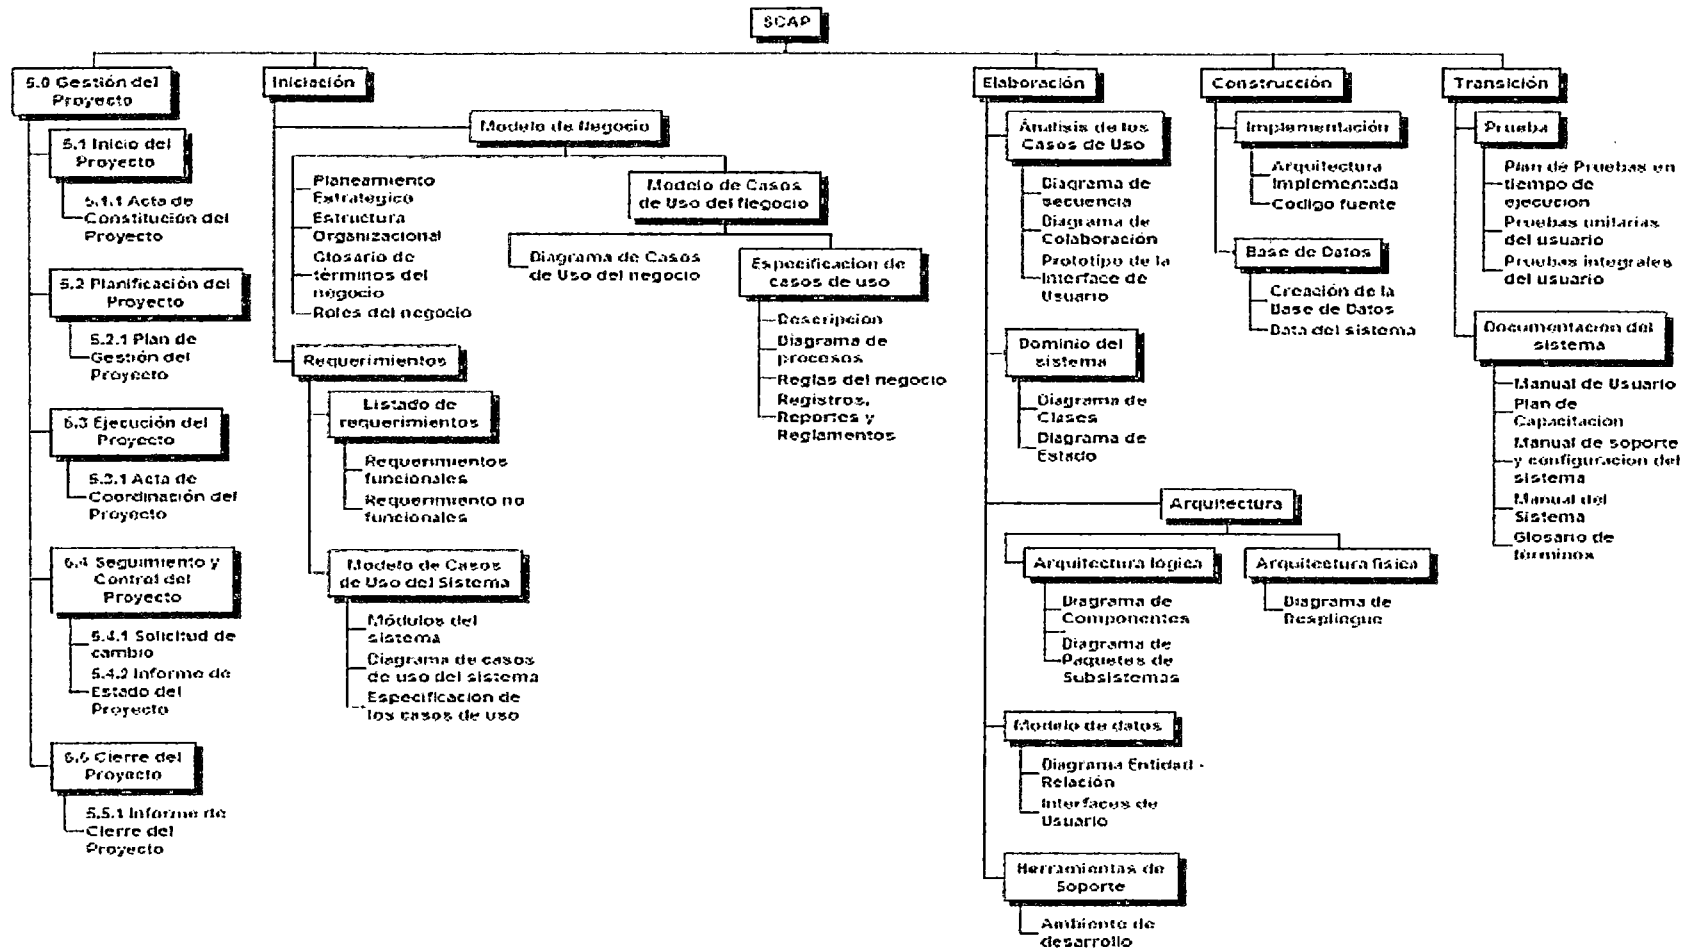 SCAP
5.0 Gestión del
Proyecto
5.1 Inicio del
Proyecto
5.1.1 Acta de
Constitución del
Proyecto
5.2 Planificación del
Proyecto
5.2.1 Plan de
Gestión del
Proyecto
5.3 Ejecución del
Proyecto
5.3.1 Acta de
Coordinación del
Proyecto
5.4 Seguimiento y
Control del
Proyecto
5.4.1 Solicitud de
cambio
5.4.2 Informe de
Estado del
Proyecto
5.5 Cierre del
Proyecto
5.5.1 Informe de
Cierre del
Proyecto
Iniciación
Modelo de Negocio
Planeamiento
Estrategico
Estructura
Organizacional
Glosario de
términos del
negocio
Roles del negocio
Modelo de Casos
de Uso del Negocio
Diagrama de Casos
de Uso del negocio
Especificacion de
casos de uso
Descripcion
Diagrama de
procesos
Reglas del negocio
Registros,
Reportes y
Reglamentos
Requerimientos
Listado de
requerimientos
Requerimientos
funcionales
Requerimiento no
funcionales
Modelo de Casos
de Uso del Sistema
Módulos del
sistema
Diagrama de casos
de uso del sistema
Especificación de
los casos de uso
Elaboración
Análisis de los
Casos de Uso
Diagrama de
secuencia
Diagrama de
Colaboración
Prototipo de la
Interface de
Usuario
Dominio del
sistema
Diagrama de
Clases
Diagrama de
Estado
Arquitectura
Arquitectura lógica
Diagrama de
Componentes
Diagrama de
Paquetes de
Subsistemas
Arquitectura física
Diagrama de
Despliegue
Modelo de datos
Diagrama Entidad -
Relación
Interfaces de
Usuario
Herramientas de
Soporte
Ambiente de
desarrollo
Construcción
Implementación
Arquitectura
Implementada
Codigo fuente
Base de Datos
Creación de la
Base de Datos
Data del sistema
Transición
Prueba
Plan de Pruebas en
tiempo de
ejecución
Pruebas unitarias
del usuario
Pruebas integrales
del usuario
Documentacion del
sistema
Manual de Usuario
Plan de
Capacitacion
Manual de soporte
y configuracion del
sistema
Manual del
Sistema
Glosario de
términos